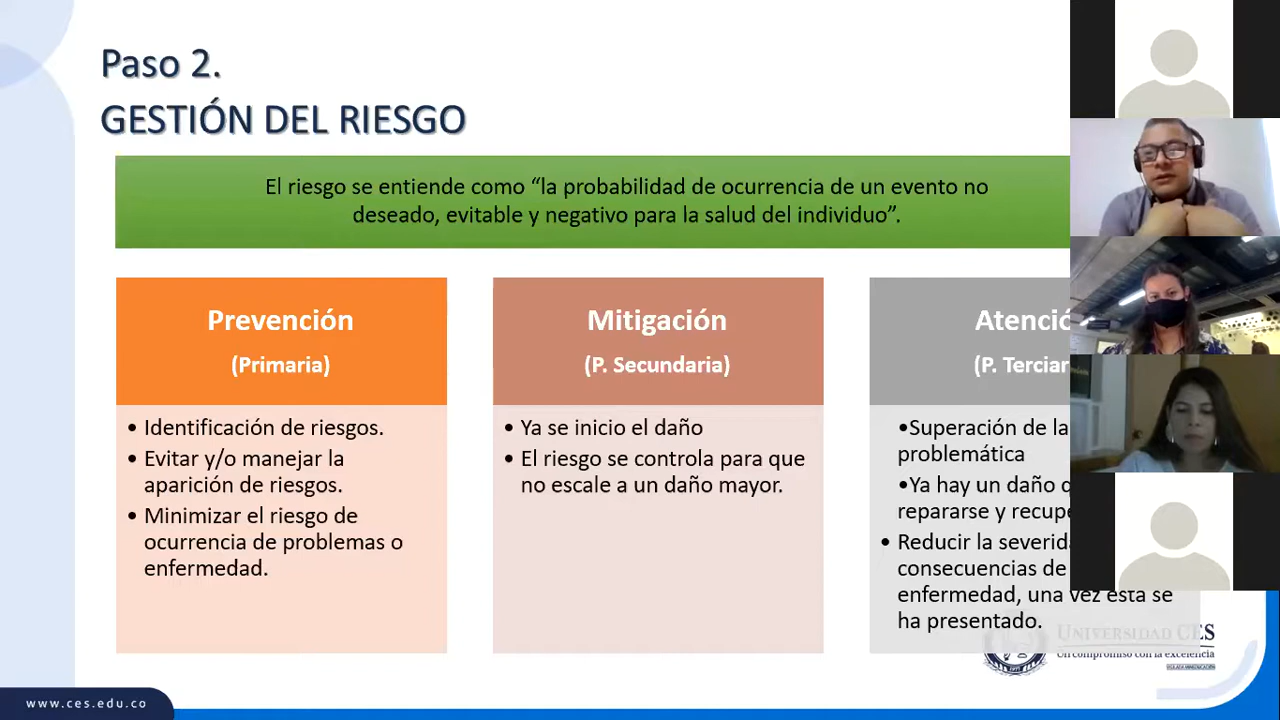 Paso 2.
GESTIÓN DEL RIESGO
El riesgo se entiende como “la probabilidad de ocurrencia de un evento no
deseado, evitable y negativo para la salud del individuo”.
Prevención
(Primaria)
• Identificación de riesgos.
• Evitar y/o manejar la
aparición de riesgos.
• Minimizar el riesgo de
ocurrencia de problemas o
enfermedad.
Mitigación
(P. Secundaria)
• Ya se inicio el daño
• El riesgo se controla para que
no escale a un daño mayor.
Atenció
(P. Terciar
•Superación de la
problemática
•Ya hay un daño
repararse y recupe
• Reducir la severida
consecuencias de
enfermedad, una vez esta se
ha presentado.
UNIVERSIDAD CES
Un compromiso con la excelencia
www.ces.edu.co